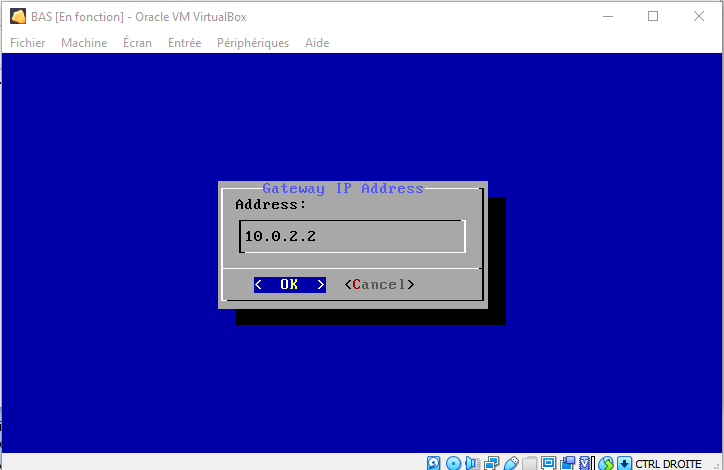 BAS [En fonction] - Oracle VM VirtualBox
Fichier Machine Écran Entrée Périphériques Aide
Gateway IP Address
Address:
10.0.2.2
< OK > <Cancel>
CTRL DROITE